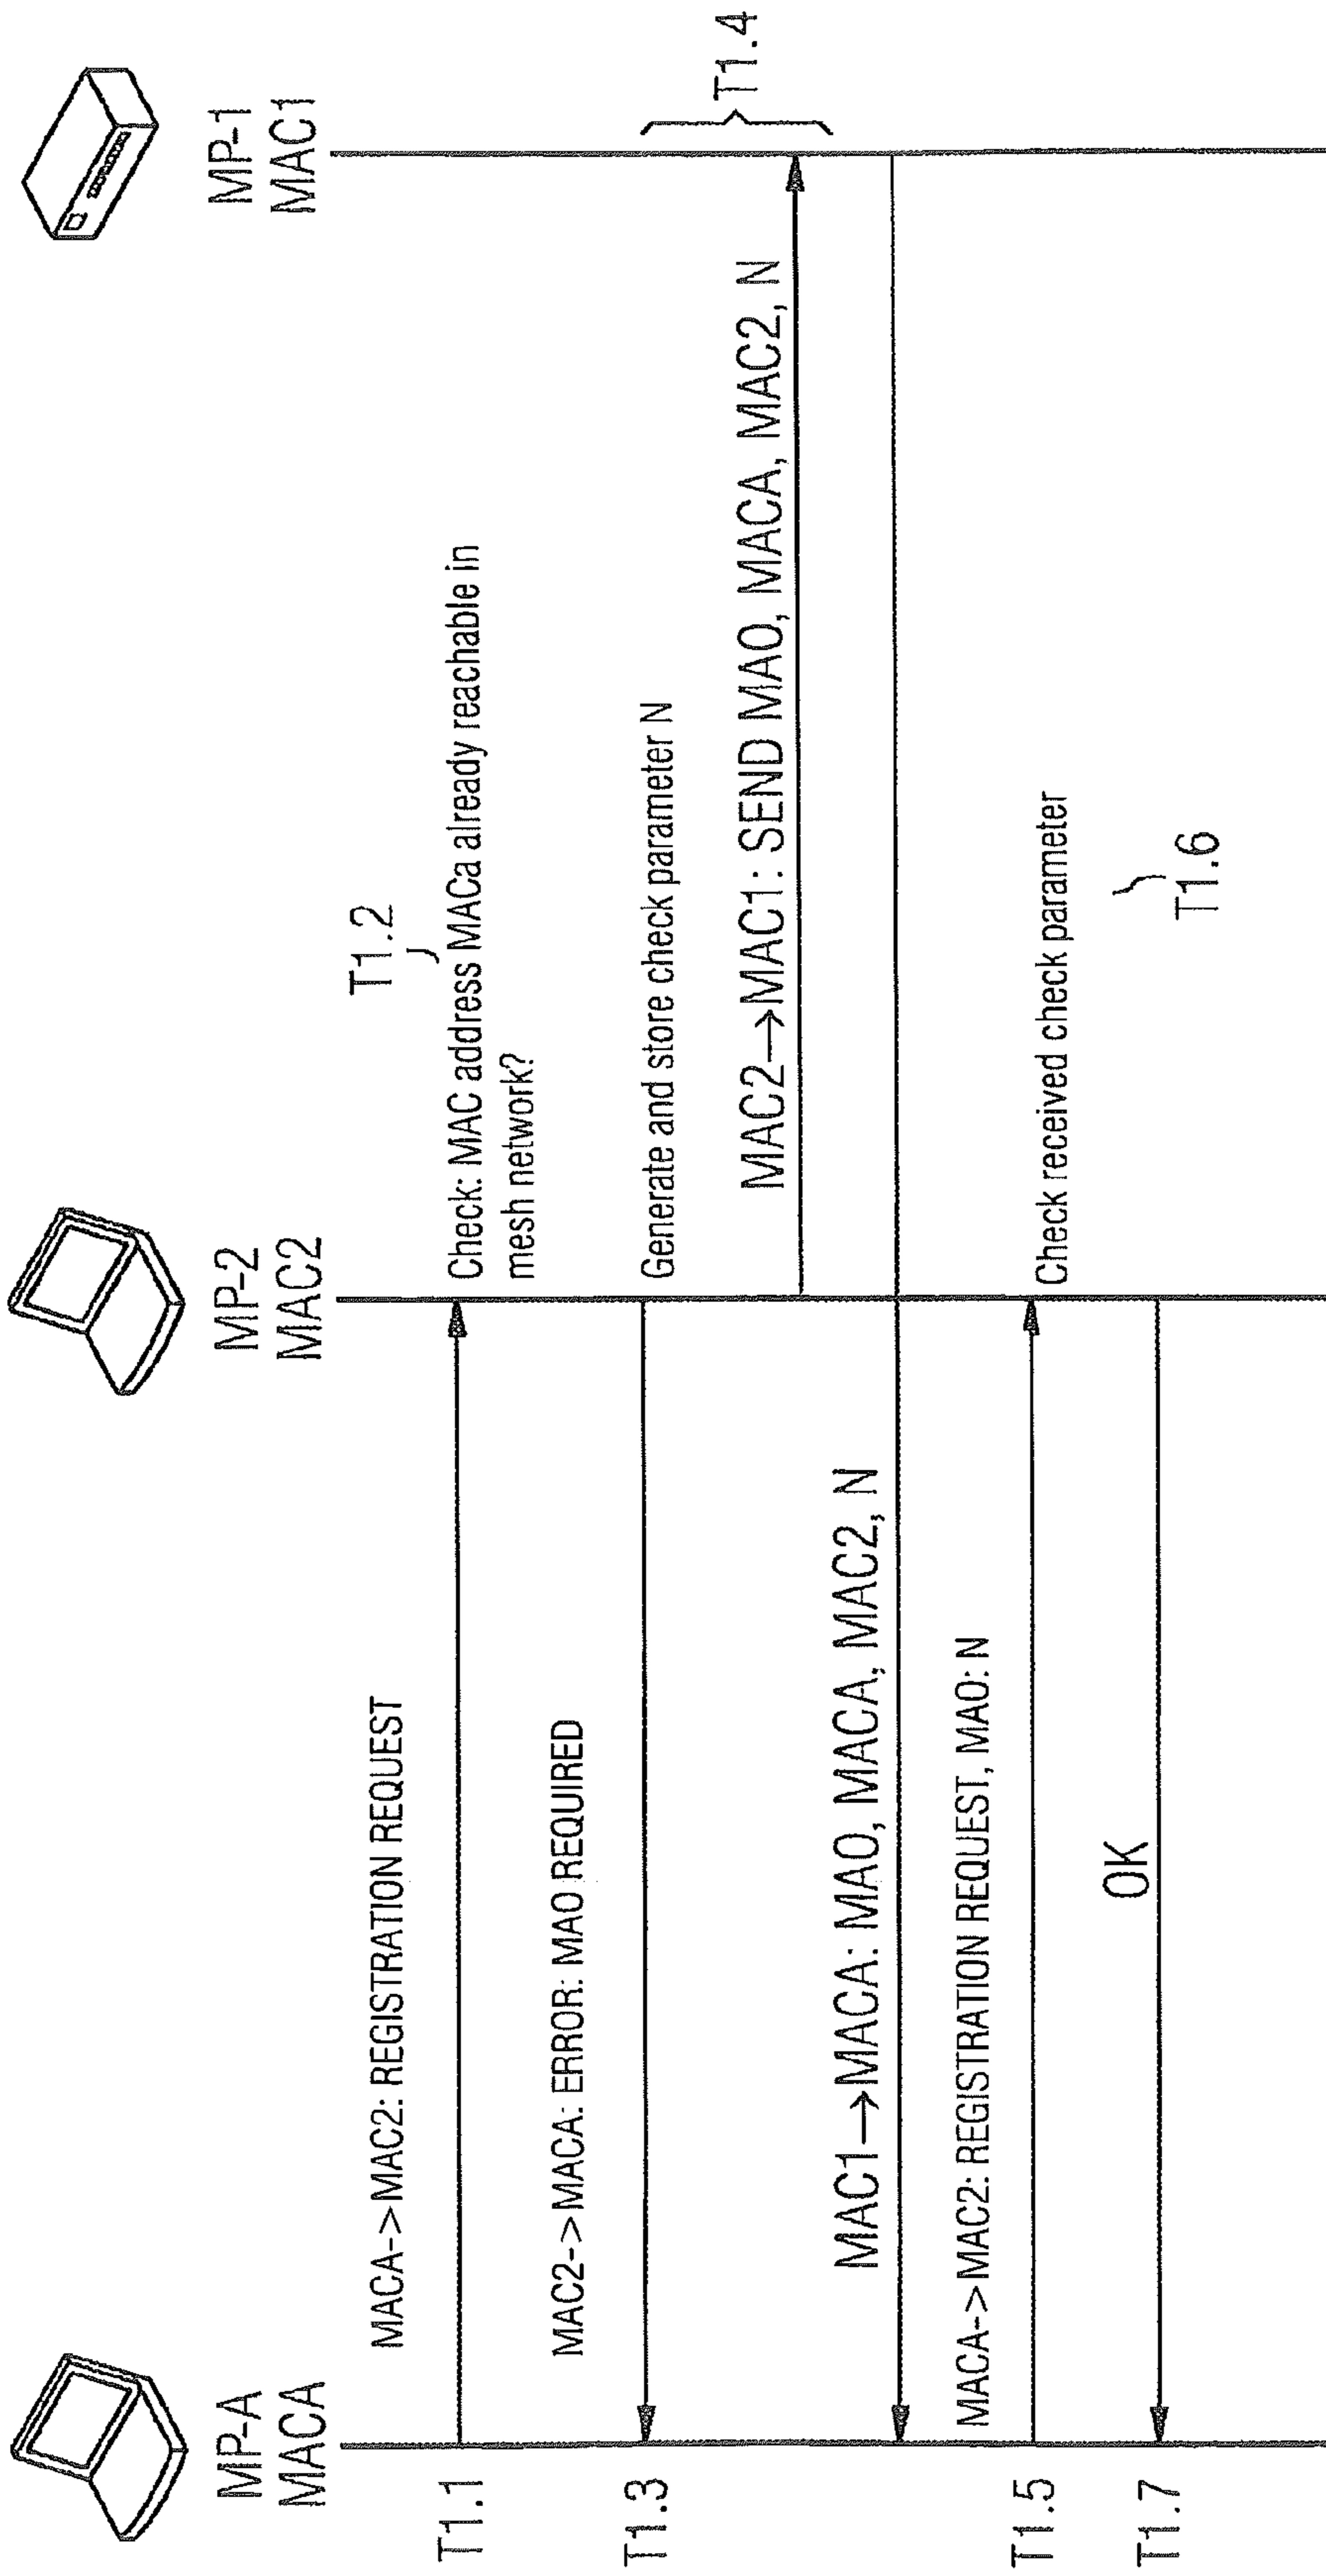 MP-A
MACA
MP-2
MAC2
MP-1
MAC1
T1.1
MACA->MAC2: REGISTRATION REQUEST
T1.2
Check: MAC address MACa already reachable in
mesh network?
T1.3
MAC2->MACA: ERROR: MAO REQUIRED
Generate and store check parameter N
MAC2→MAC1: SEND MAO, MACA, MAC2, N
T1.4
MAC1→MACA: MAO, MACA, MAC2, N
T1.5
MACA->MAC2: REGISTRATION REQUEST, MAO: N
Check received check parameter
T1.6
T1.7
OK